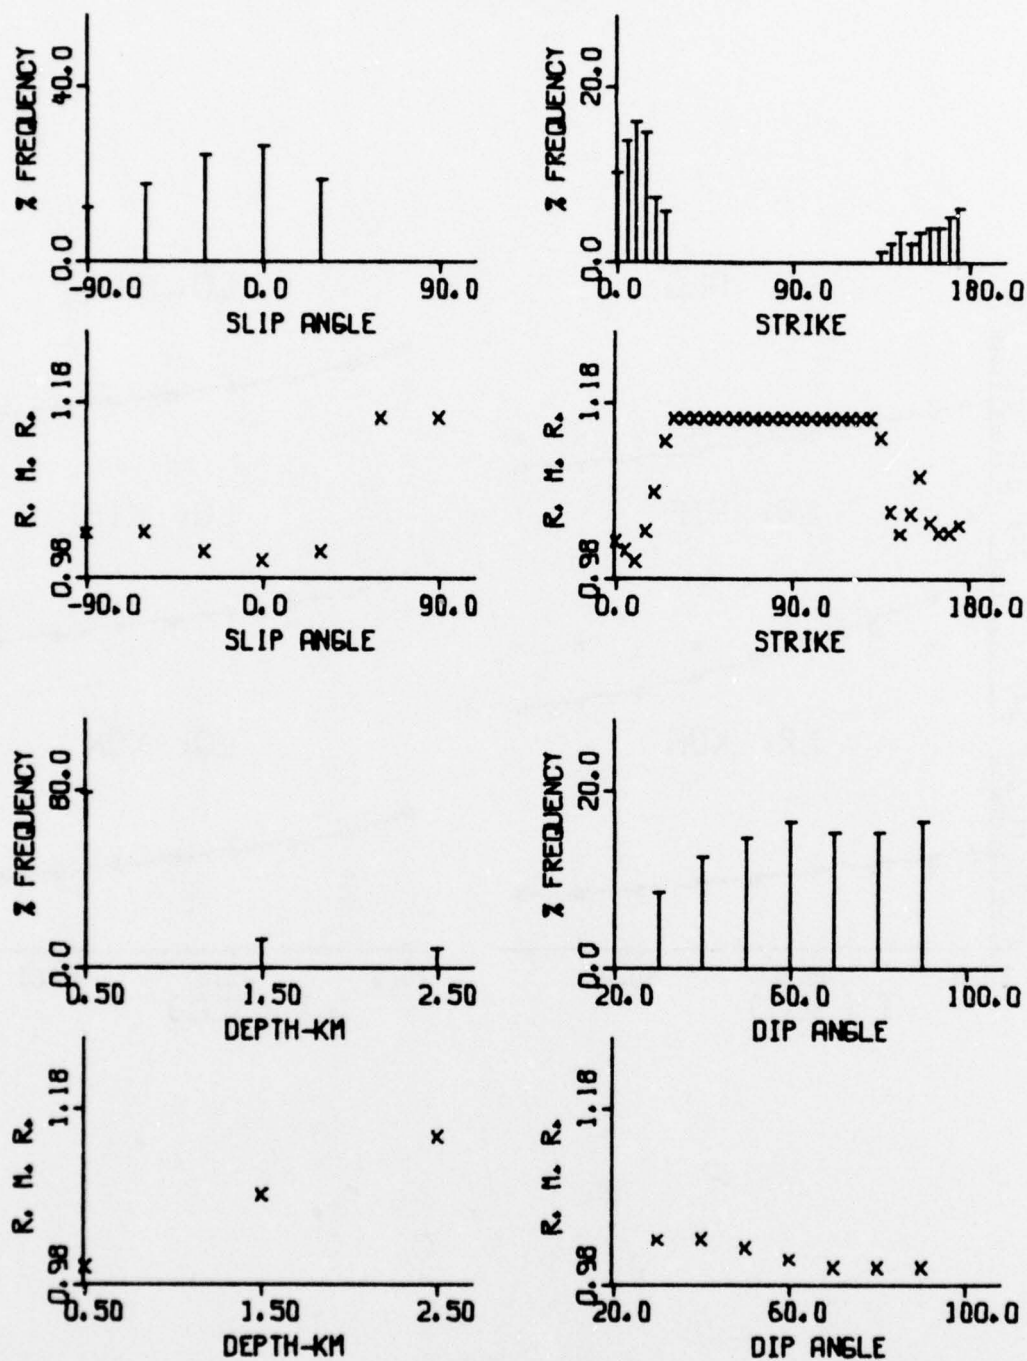 % FREQUENCY
40.0
0.0
-90.0 0.0 90.0
SLIP ANGLE
% FREQUENCY
20.0
0.0
0.0 90.0 180.0
STRIKE
R. M. R.
1.18
0.98
-90.0 0.0 90.0
SLIP ANGLE
R. M. R.
1.18
0.98
0.0 90.0 180.0
STRIKE
% FREQUENCY
80.0
0.0
0.50 1.50 2.50
DEPTH-KM
% FREQUENCY
20.0
0.0
20.0 60.0 100.0
DIP ANGLE
R. M. R.
1.18
0.98
0.50 1.50 2.50
DEPTH-KM
R. M. R.
1.18
0.98
20.0 60.0 100.0
DIP ANGLE